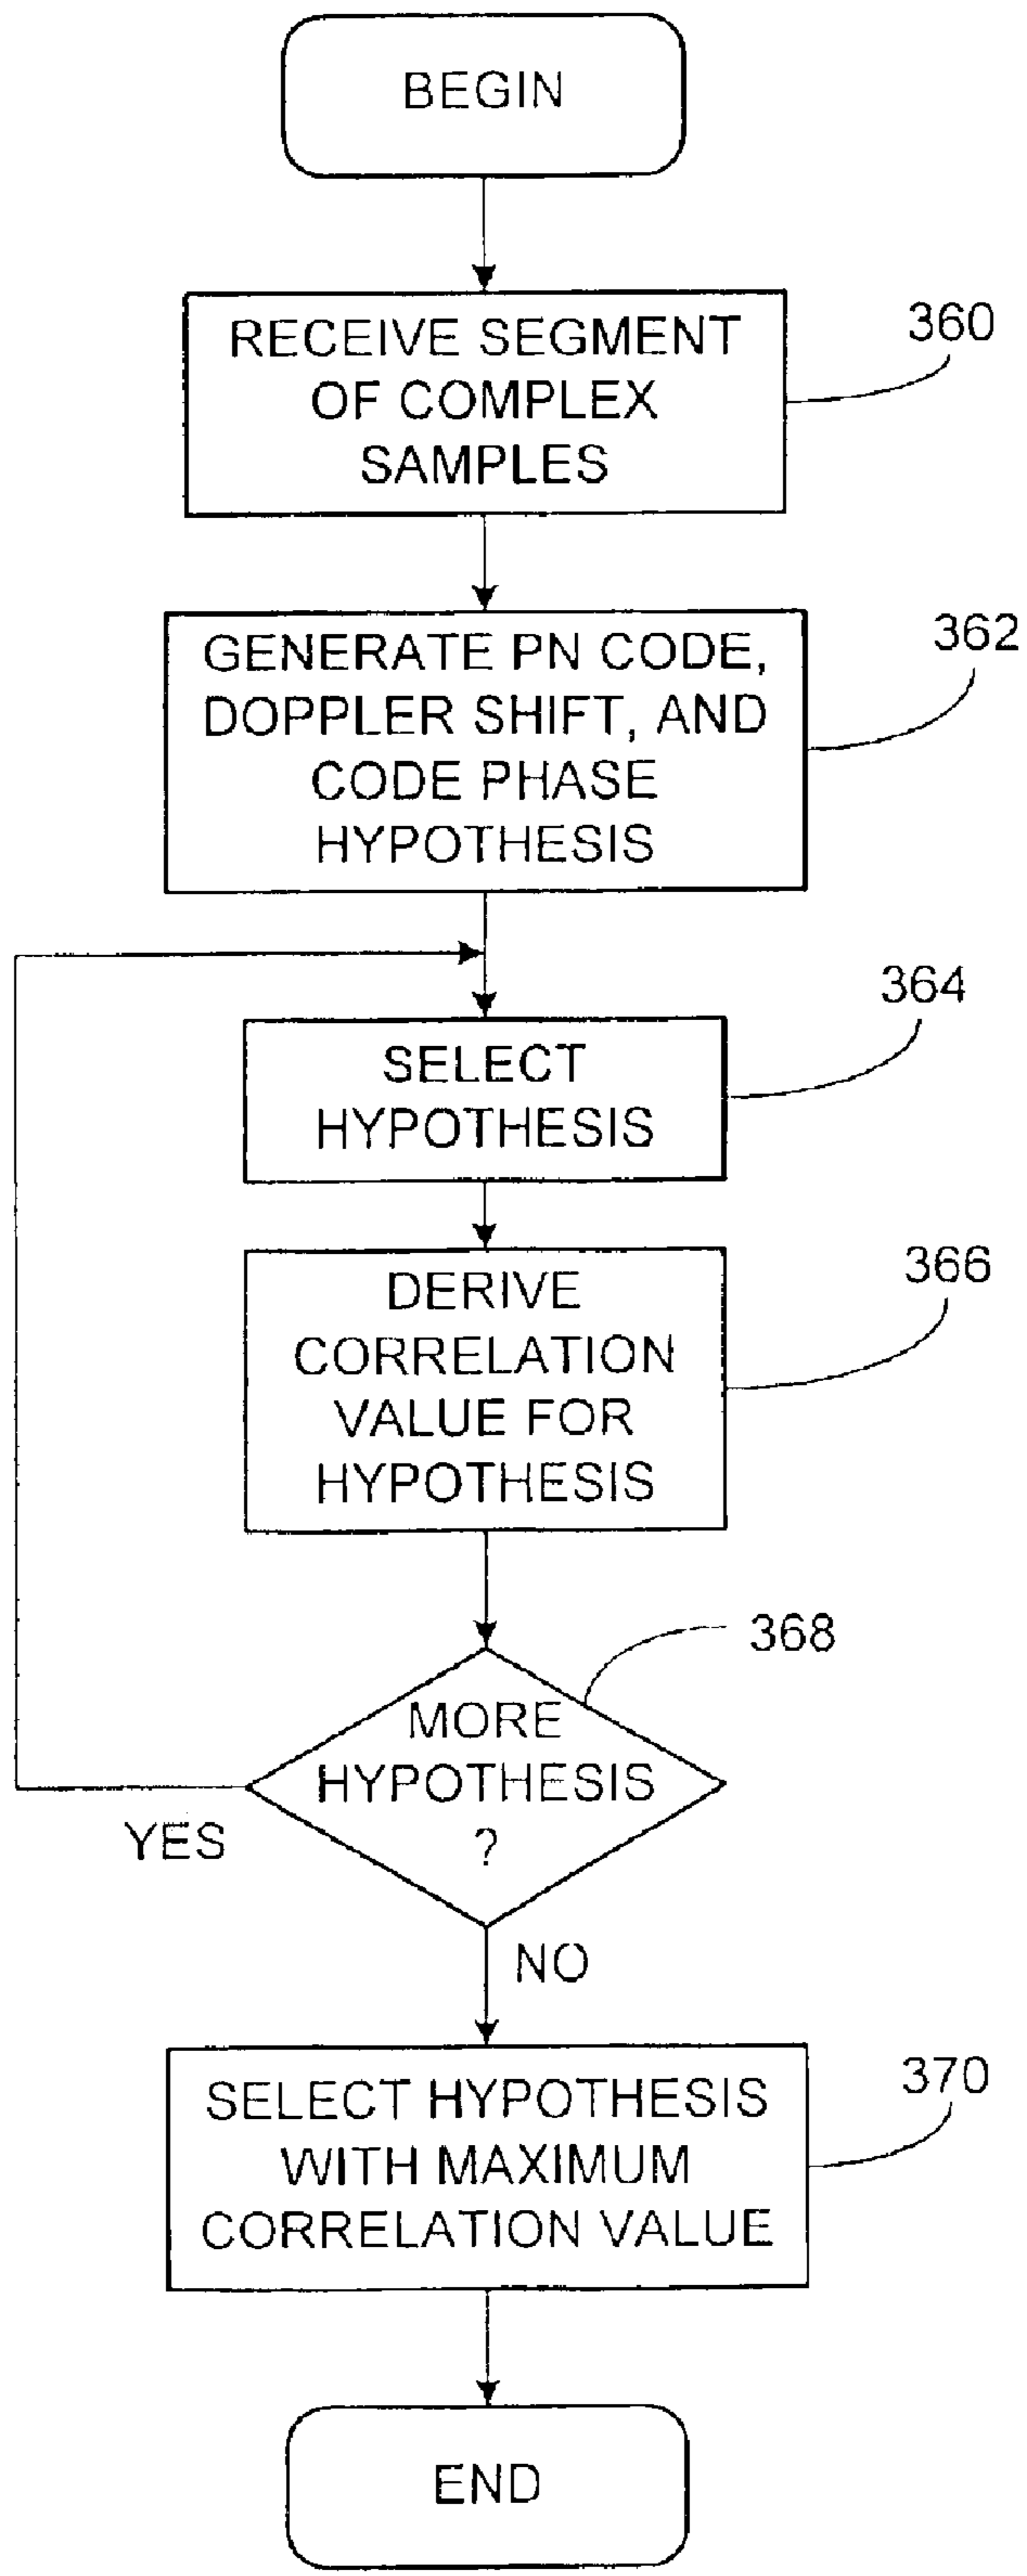 BEGIN
RECEIVE SEGMENT
OF COMPLEX
SAMPLES
360
GENERATE PN CODE,
DOPPLER SHIFT, AND
CODE PHASE
HYPOTHESIS
362
SELECT
HYPOTHESIS
364
DERIVE
CORRELATION
VALUE FOR
HYPOTHESIS
366
MORE
HYPOTHESIS
?
368
YES
NO
SELECT HYPOTHESIS
WITH MAXIMUM
CORRELATION VALUE
370
END